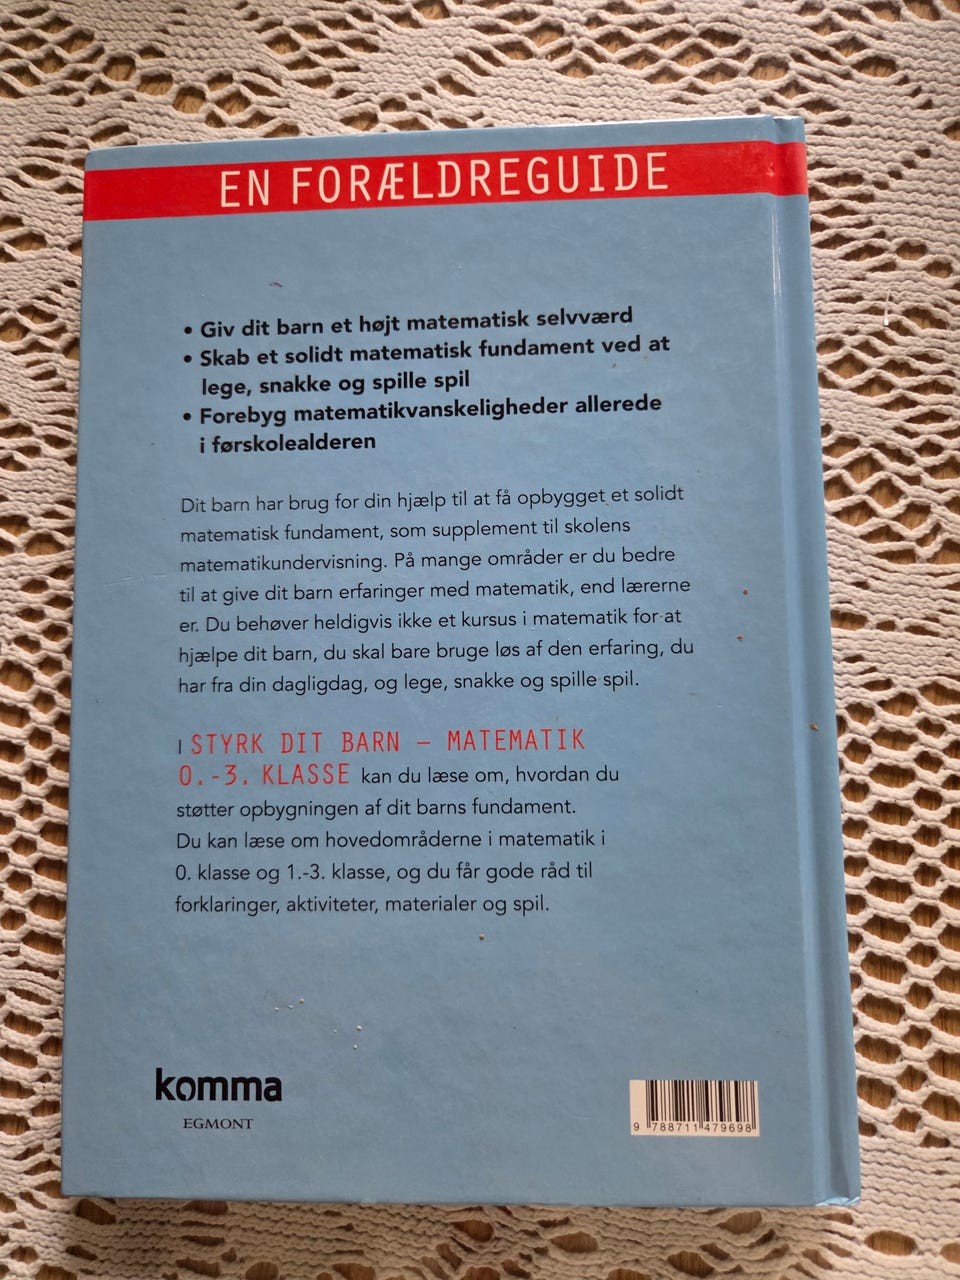 EN FORÆLDREGUIDE
• Giv dit barn et højt matematisk selvværd
• Skab et solidt matematisk fundament ved at
lege, snakke og spille spil
• Forebyg matematikvanskeligheder allerede
i førskolealderen
Dit barn har brug for din hjælp til at få opbygget et solidt
matematisk fundament, som supplement til skolens
matematikundervisning. På mange områder er du bedre
til at give dit barn erfaringer med matematik, end lærerne
er. Du behøver heldigvis ikke et kursus i matematik for at
hjælpe dit barn, du skal bare bruge løs af den erfaring, du
har fra din dagligdag, og lege, snakke og spille spil.
I STYRK DIT BARN – MATEMATIK
0.-3. KLASSE kan du læse om, hvordan du
støtter opbygningen af dit barns fundament.
Du kan læse om hovedområderne i matematik i
0. klasse og 1.-3. klasse, og du får gode råd til
forklaringer, aktiviteter, materialer og spil.
komma
EGMONT
9 788711 479698